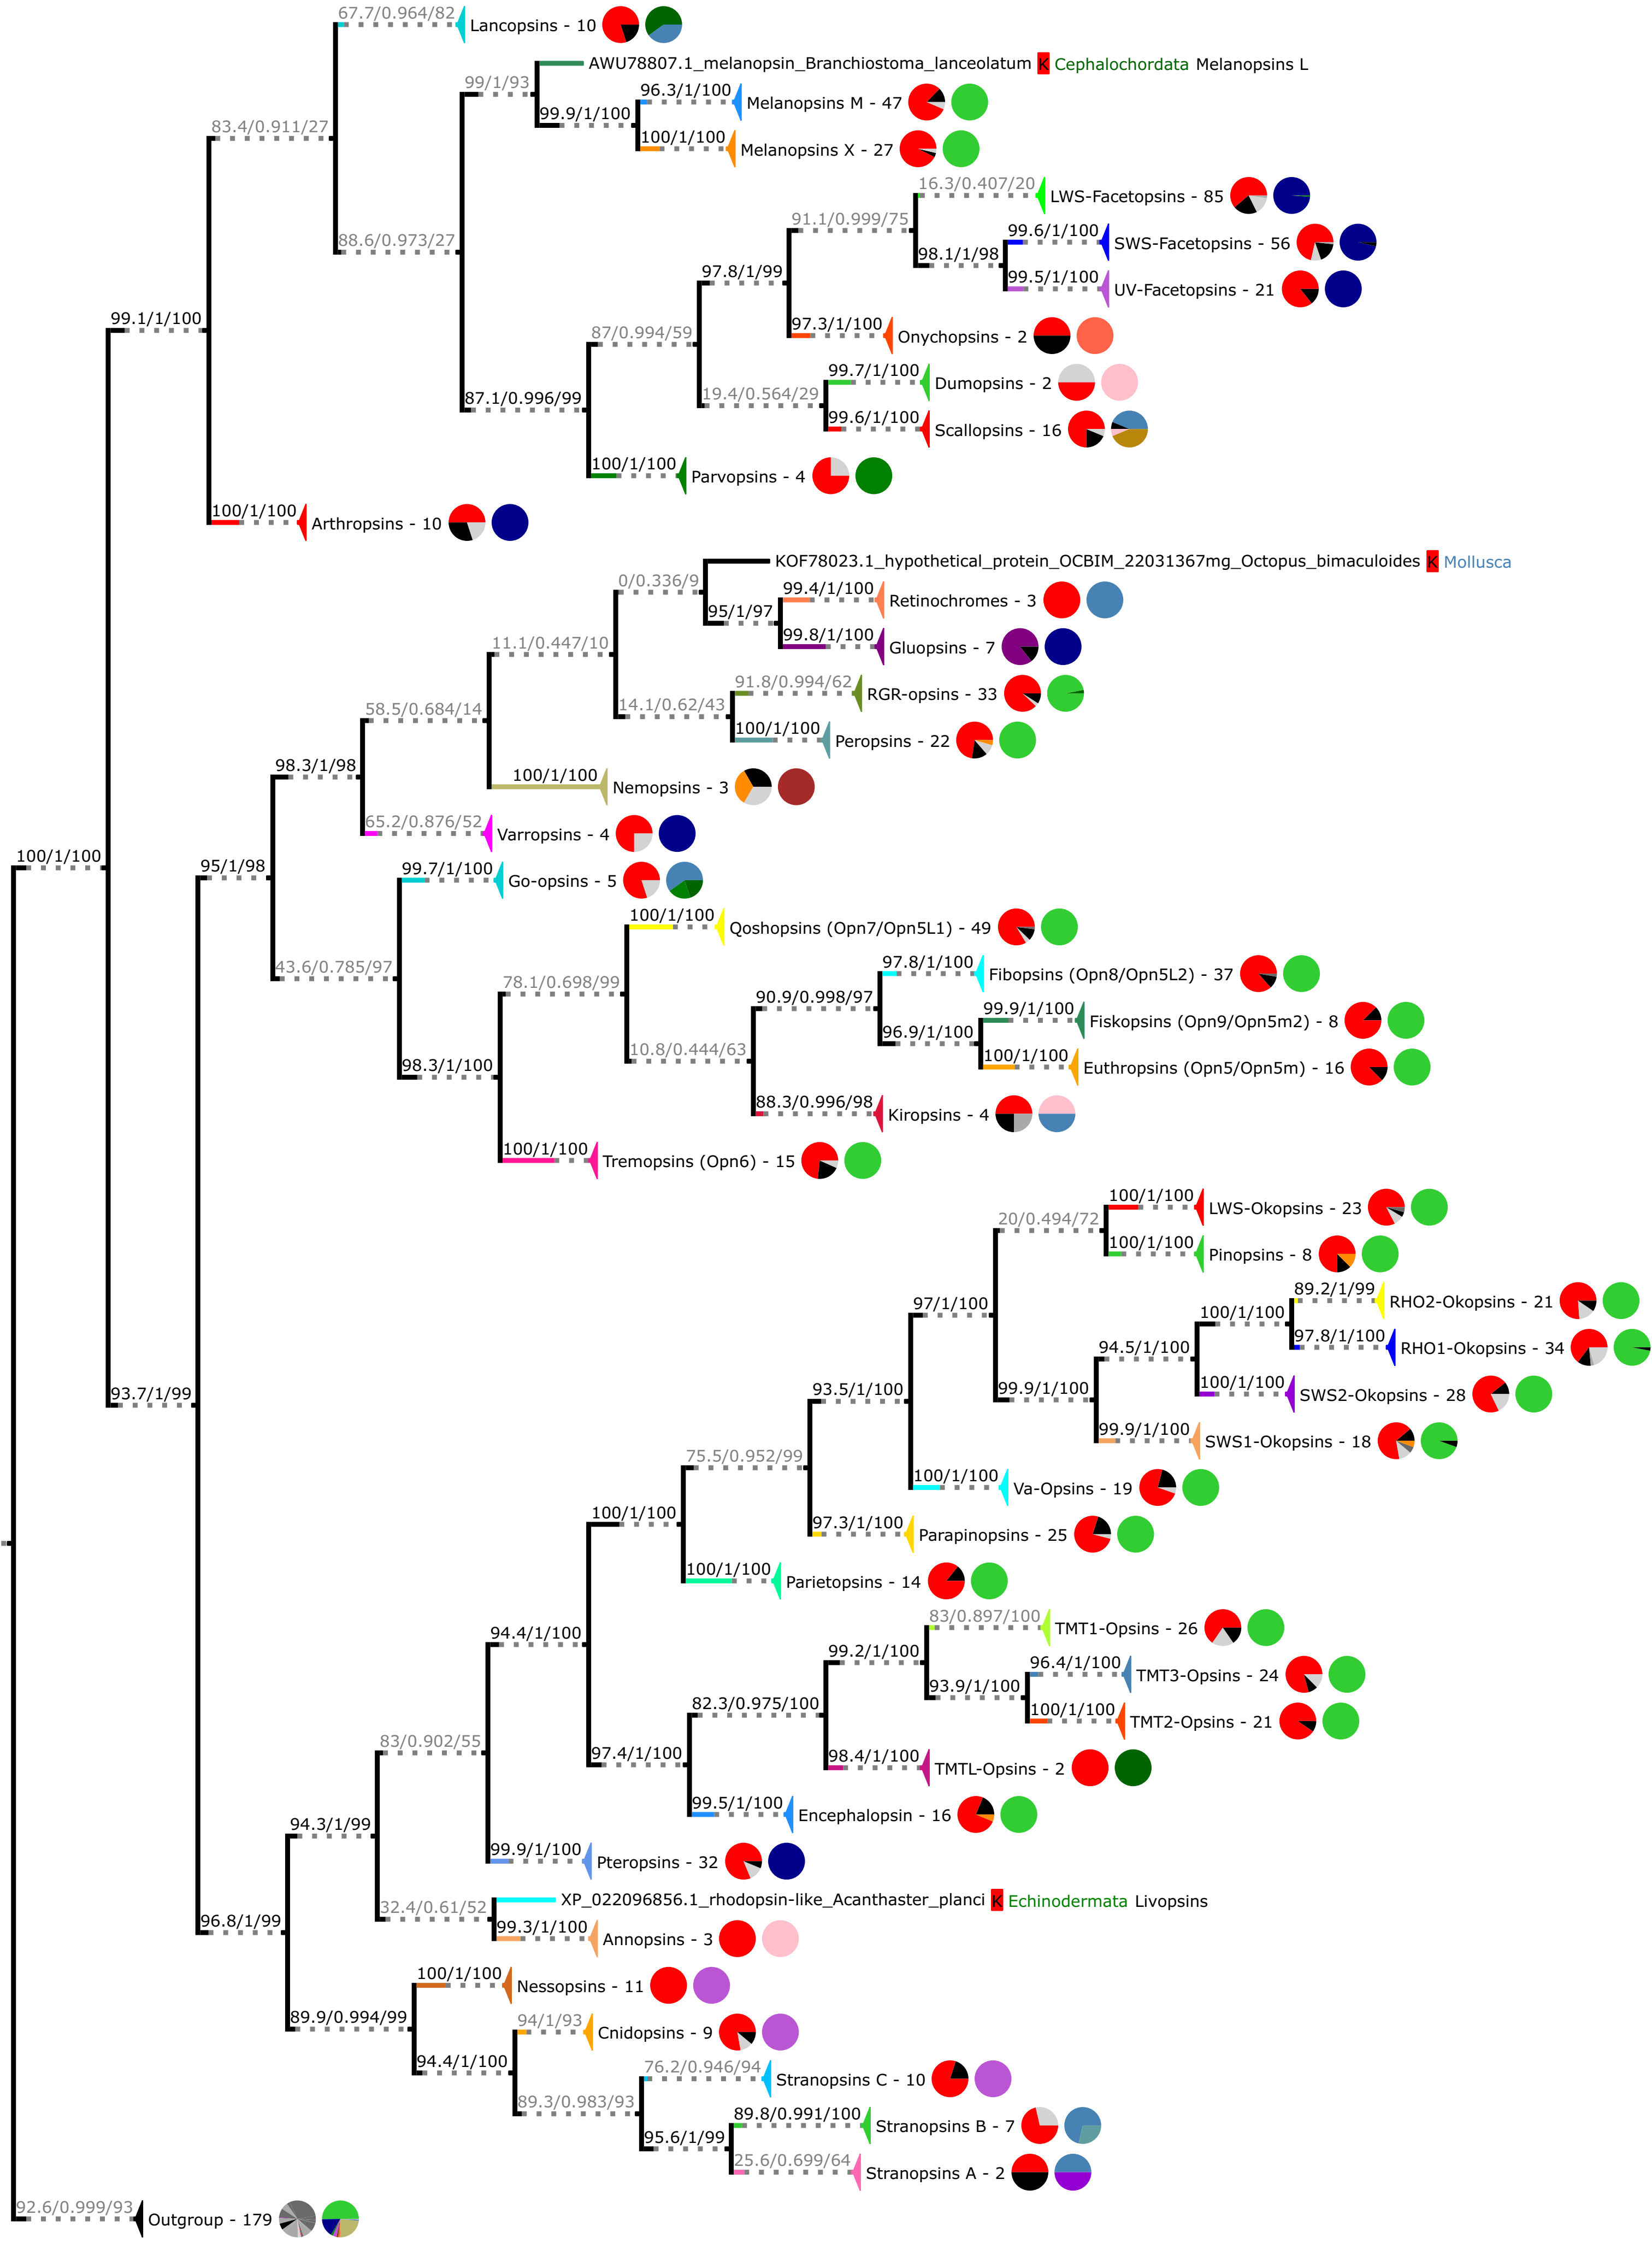 67.7/0.964/82
Lancopsins - 10
99/1/93
AWU78807.1_melanopsin_Branchiostoma_lanceolatum K Cephalochordata Melanopsins L
96.3/1/100
Melanopsins M - 47
83.4/0.911/27
99.9/1/100
100/1/100
Melanopsins X - 27
16.3/0.407/20
LWS-Facetopsins - 85
91.1/0.999/75
99.6/1/100
SWS-Facetopsins - 56
88.6/0.973/27
98.1/1/98
97.8/1/99
99.5/1/100
UV-Facetopsins - 21
99.1/1/100
97.3/1/100
87/0.994/59
Onychopsins - 2
99.7/1/100
Dumopsins - 2
19.4/0.564/29
87.1/0.996/99
99.6/1/100
Scallopsins - 16
100/1/100
Parvopsins - 4
100/1/100
Arthropsins - 10
KOF78023.1_hypothetical_protein_OCBIM_22031367mg_Octopus_bimaculoides K Mollusca
0/0.336/9
99.4/1/100
Retinochromes - 3
95/1/97
99.8/1/100
Gluopsins - 7
11.1/0.447/10
91.8/0.994/62
RGR-opsins - 33
14.1/0.62/43
58.5/0.684/14
100/1/100
Peropsins - 22
98.3/1/98
100/1/100
Nemopsins - 3
65.2/0.876/52
Varropsins - 4
100/1/100
95/1/98
99.7/1/100
Go-opsins - 5
100/1/100
Qoshopsins (Opn7/Opn5L1) - 49
43.6/0.785/97
97.8/1/100
Fibopsins (Opn8/Opn5L2) - 37
78.1/0.698/99
90.9/0.998/97
99.9/1/100
Fiskopsins (Opn9/Opn5m2) - 8
96.9/1/100
10.8/0.444/63
98.3/1/100
100/1/100
Euthropsins (Opn5/Opn5m) - 16
88.3/0.996/98
Kiropsins - 4
100/1/100
Tremopsins (Opn6) - 15
100/1/100
LWS-Okopsins - 23
20/0.494/72
100/1/100
Pinopsins - 8
89.2/1/99
RHO2-Okopsins - 21
97/1/100
100/1/100
97.8/1/100
RHO1-Okopsins - 34
94.5/1/100
93.7/1/99
93.5/1/100
99.9/1/100
100/1/100
SWS2-Okopsins - 28
99.9/1/100
SWS1-Okopsins - 18
75.5/0.952/99
100/1/100
Va-Opsins - 19
100/1/100
97.3/1/100
Parapinopsins - 25
100/1/100
Parietopsins - 14
83/0.897/100
TMT1-Opsins - 26
94.4/1/100
99.2/1/100
96.4/1/100
TMT3-Opsins - 24
93.9/1/100
82.3/0.975/100
100/1/100
TMT2-Opsins - 21
83/0.902/55
97.4/1/100
98.4/1/100
TMTL-Opsins - 2
99.5/1/100
Encephalopsin - 16
94.3/1/99
99.9/1/100
Pteropsins - 32
XP_022096856.1_rhodopsin-like_Acanthaster_planci K Echinodermata Livopsins
32.4/0.61/52
96.8/1/99
99.3/1/100
Annopsins - 3
100/1/100
Nessopsins - 11
89.9/0.994/99
94/1/93
Cnidopsins - 9
94.4/1/100
76.2/0.946/94
Stranopsins C - 10
89.3/0.983/93
89.8/0.991/100
Stranopsins B - 7
95.6/1/99
25.6/0.699/64
Stranopsins A - 2
92.6/0.999/93
Outgroup - 179